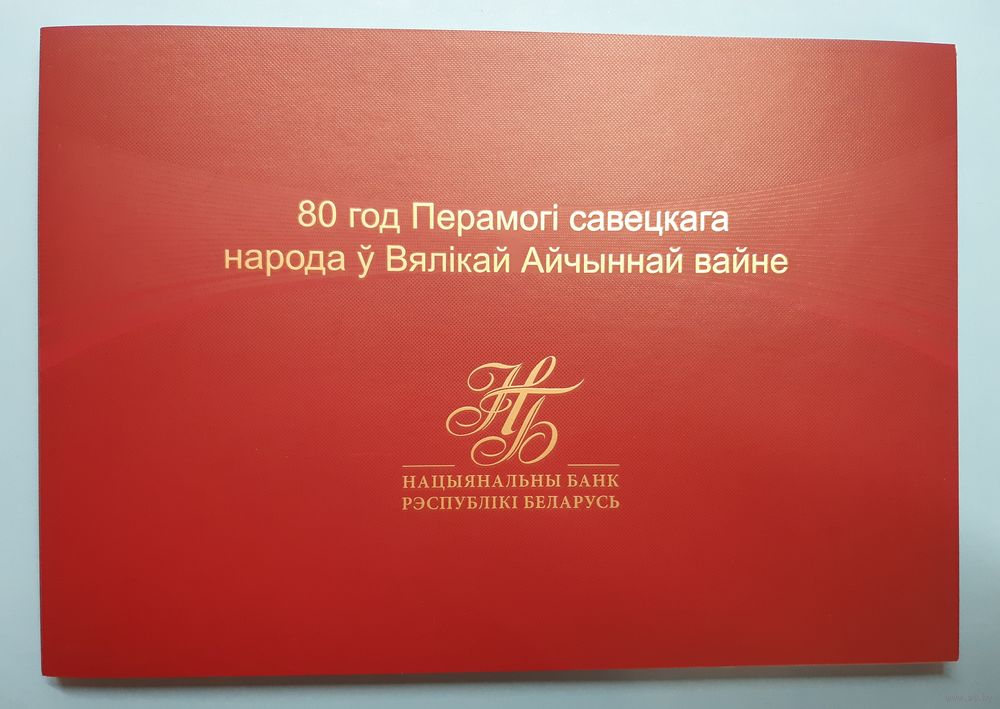 80 год Перамогі савецкага
народа ў Вялікай Айчыннай вайне
НБ
НАЦЫЯНАЛЬНЫ БАНК
РЭСПУБЛІКІ БЕЛАРУСЬ